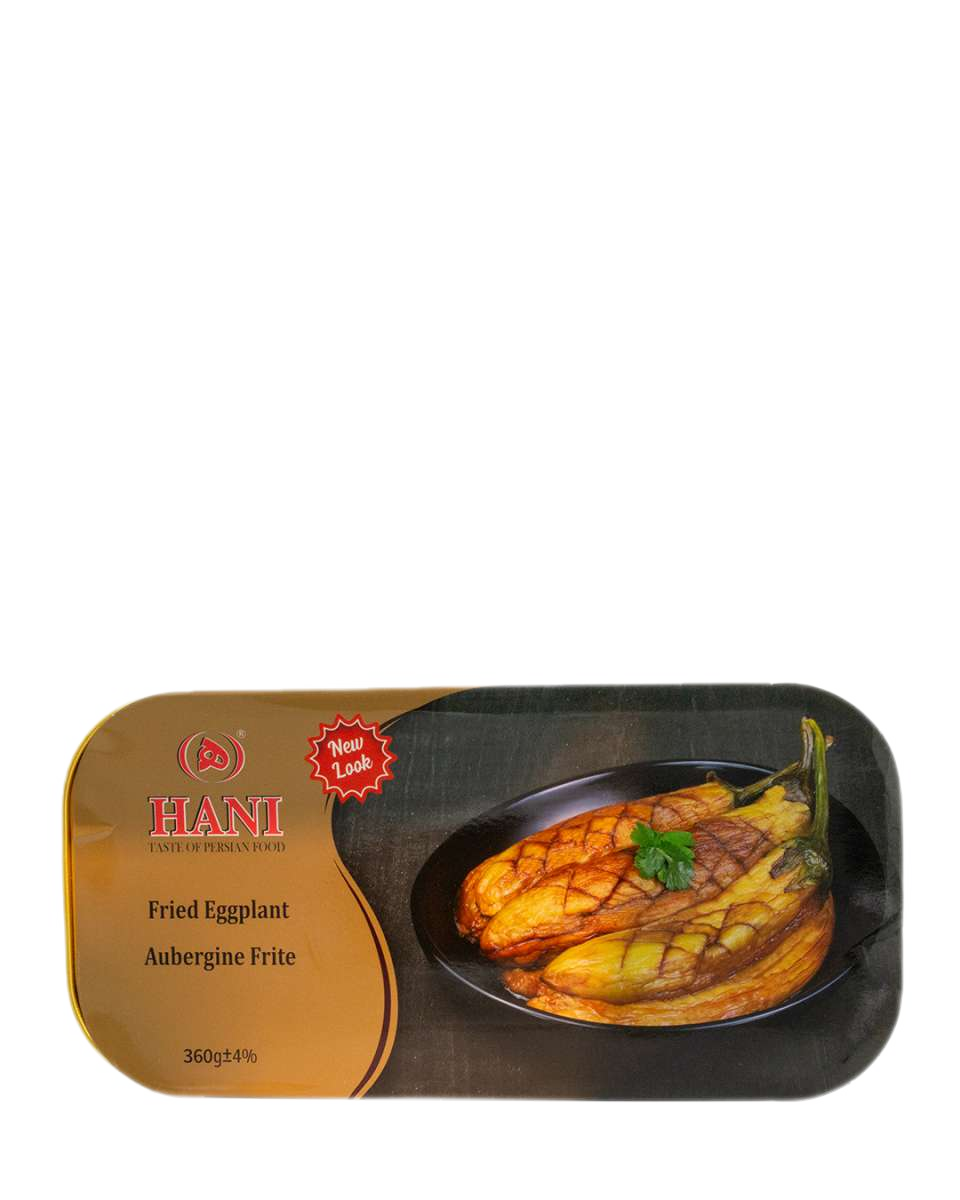 ®
HANI
TASTE OF PERSIAN FOOD
New
Look
Fried Eggplant
Aubergine Frite
360g±4%